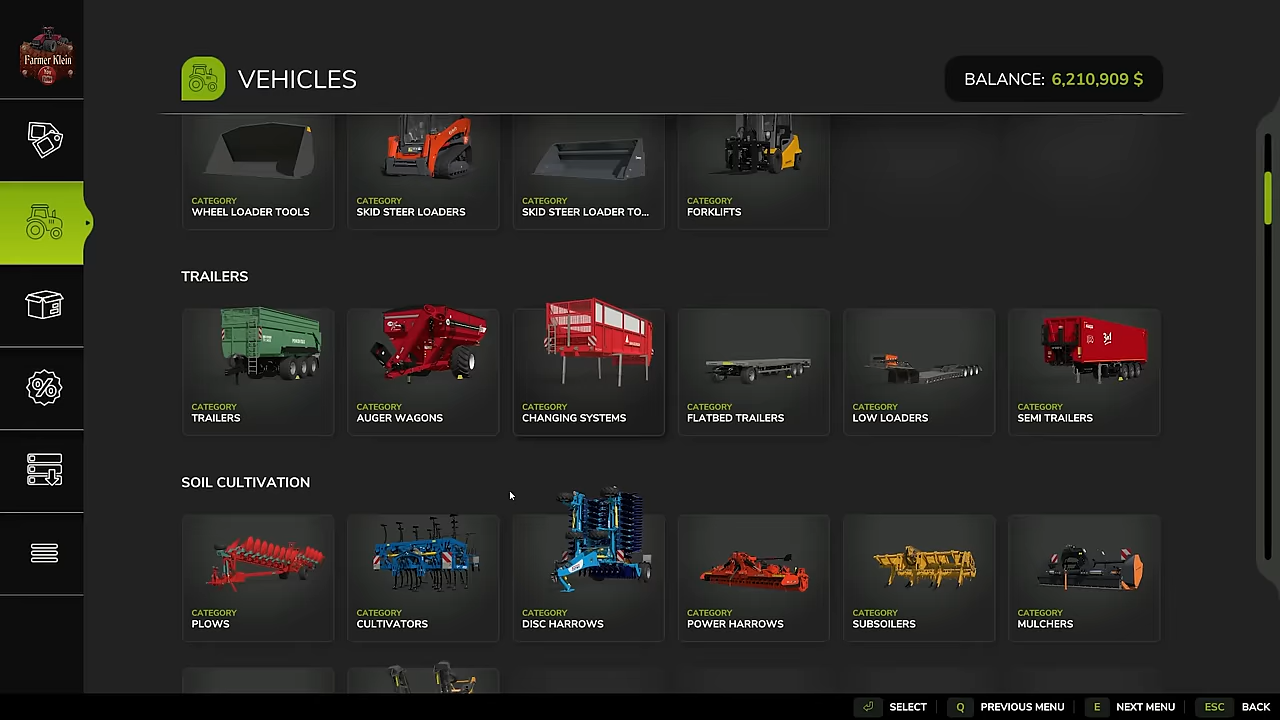 Farmer Klein
You
Tube
VEHICLES
BALANCE: 6,210,909 $
CATEGORY
WHEEL LOADER TOOLS
CATEGORY
SKID STEER LOADERS
CATEGORY
SKID STEER LOADER TO...
CATEGORY
FORKLIFTS
TRAILERS
CATEGORY
TRAILERS
CATEGORY
AUGER WAGONS
CATEGORY
CHANGING SYSTEMS
CATEGORY
FLATBED TRAILERS
CATEGORY
LOW LOADERS
CATEGORY
SEMI TRAILERS
SOIL CULTIVATION
CATEGORY
PLOWS
CATEGORY
CULTIVATORS
CATEGORY
DISC HARROWS
CATEGORY
POWER HARROWS
CATEGORY
SUBSOILERS
CATEGORY
MULCHERS
SELECT
Q PREVIOUS MENU
E NEXT MENU
ESC BACK